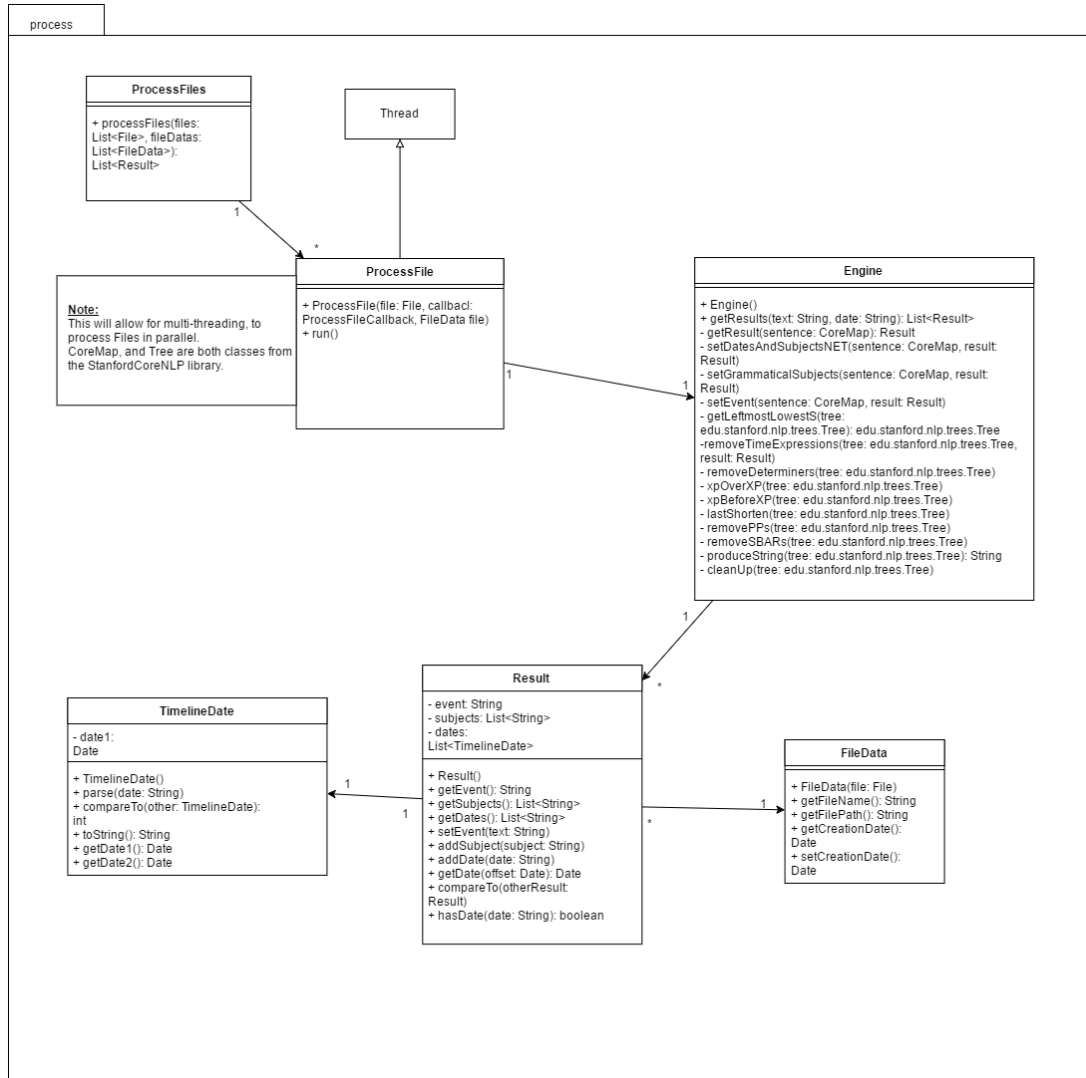 process
ProcessFiles
+ processFiles(files:
List<File>, fileDatas:
List<FileData>):
List<Result>
Thread
1
*
ProcessFile
+ ProcessFile(file: File, callbacl:
ProcessFileCallback, FileData file)
+ run()
Note:
This will allow for multi-threading, to
process Files in parallel.
CoreMap, and Tree are both classes from
the StanfordCoreNLP library.
1
1
Engine
+ Engine()
+ getResults(text: String, date: String): List<Result>
- getResult(sentence: CoreMap): Result
- setDatesAndSubjectsNET(sentence: CoreMap, result:
Result)
- setGrammaticalSubjects(sentence: CoreMap, result:
Result)
- setEvent(sentence: CoreMap, result: Result)
- getLeftmostLowestS(tree:
edu.stanford.nlp.trees.Tree): edu.stanford.nlp.trees.Tree
-removeTimeExpressions(tree: edu.stanford.nlp.trees.Tree,
result: Result)
- removeDeterminers(tree: edu.stanford.nlp.trees.Tree)
- xpOverXP(tree: edu.stanford.nlp.trees.Tree)
- xpBeforeXP(tree: edu.stanford.nlp.trees.Tree)
- lastShorten(tree: edu.stanford.nlp.trees.Tree)
- removePPs(tree: edu.stanford.nlp.trees.Tree)
- removeSBARs(tree: edu.stanford.nlp.trees.Tree)
- produceString(tree: edu.stanford.nlp.trees.Tree): String
- cleanUp(tree: edu.stanford.nlp.trees.Tree)
1
*
Result
- event: String
- subjects: List<String>
- dates:
List<TimelineDate>
+ Result()
+ getEvent(): String
+ getSubjects(): List<String>
+ getDates(): List<String>
+ setEvent(text: String)
+ addSubject(subject: String)
+ addDate(date: String)
+ getDate(offset: Date): Date
+ compareTo(otherResult:
Result)
+ hasDate(date: String): boolean
TimelineDate
- date1:
Date
+ TimelineDate()
+ parse(date: String)
+ compareTo(other: TimelineDate):
int
+ toString(): String
+ getDate1(): Date
+ getDate2(): Date
1
1
*
1
FileData
+ FileData(file: File)
+ getFileName(): String
+ getFilePath(): String
+ getCreationDate():
Date
+ setCreationDate():
Date